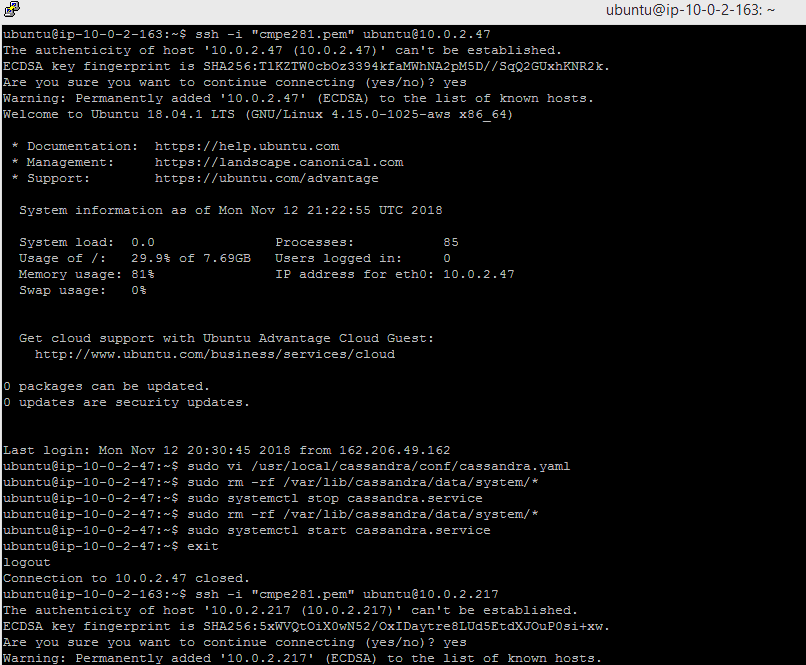 ubuntu@ip-10-0-2-163: ~
ubuntu@ip-10-0-2-163:~$ ssh -i "cmpe281.pem" ubuntu@10.0.2.47
The authenticity of host '10.0.2.47 (10.0.2.47)' can't be established.
ECDSA key fingerprint is SHA256:TlKZTW0cbOz3394kfaMWhNA2pM5D//SqQ2GUxhKNR2k.
Are you sure you want to continue connecting (yes/no)? yes
Warning: Permanently added '10.0.2.47' (ECDSA) to the list of known hosts.
Welcome to Ubuntu 18.04.1 LTS (GNU/Linux 4.15.0-1025-aws x86_64)
* Documentation:  https://help.ubuntu.com
* Management:     https://landscape.canonical.com
* Support:        https://ubuntu.com/advantage
System information as of Mon Nov 12 21:22:55 UTC 2018
System load:  0.0               Processes:           85
Usage of /:   29.9% of 7.69GB   Users logged in:     0
Memory usage: 81%               IP address for eth0: 10.0.2.47
Swap usage:   0%
Get cloud support with Ubuntu Advantage Cloud Guest:
http://www.ubuntu.com/business/services/cloud
0 packages can be updated.
0 updates are security updates.
Last login: Mon Nov 12 20:30:45 2018 from 162.206.49.162
ubuntu@ip-10-0-2-47:~$ sudo vi /usr/local/cassandra/conf/cassandra.yaml
ubuntu@ip-10-0-2-47:~$ sudo rm -rf /var/lib/cassandra/data/system/*
ubuntu@ip-10-0-2-47:~$ sudo systemctl stop cassandra.service
ubuntu@ip-10-0-2-47:~$ sudo rm -rf /var/lib/cassandra/data/system/*
ubuntu@ip-10-0-2-47:~$ sudo systemctl start cassandra.service
ubuntu@ip-10-0-2-47:~$ exit
logout
Connection to 10.0.2.47 closed.
ubuntu@ip-10-0-2-163:~$ ssh -i "cmpe281.pem" ubuntu@10.0.2.217
The authenticity of host '10.0.2.217 (10.0.2.217)' can't be established.
ECDSA key fingerprint is SHA256:5xWVQtOiX0wN52/OxIDaytre8LUd5EtdXJOuP0si+xw.
Are you sure you want to continue connecting (yes/no)? yes
Warning: Permanently added '10.0.2.217' (ECDSA) to the list of known hosts.